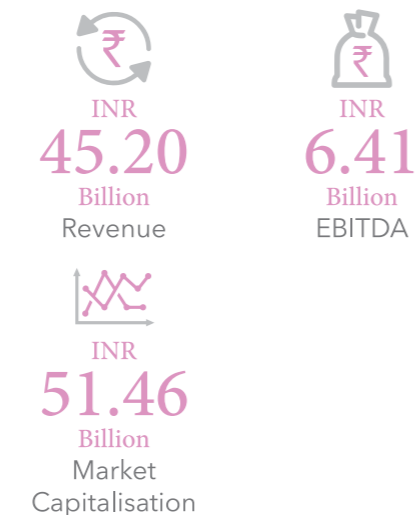 ₹
INR
45.20
Billion
Revenue
₹
INR
6.41
Billion
EBITDA
INR
51.46
Billion
Market
Capitalisation